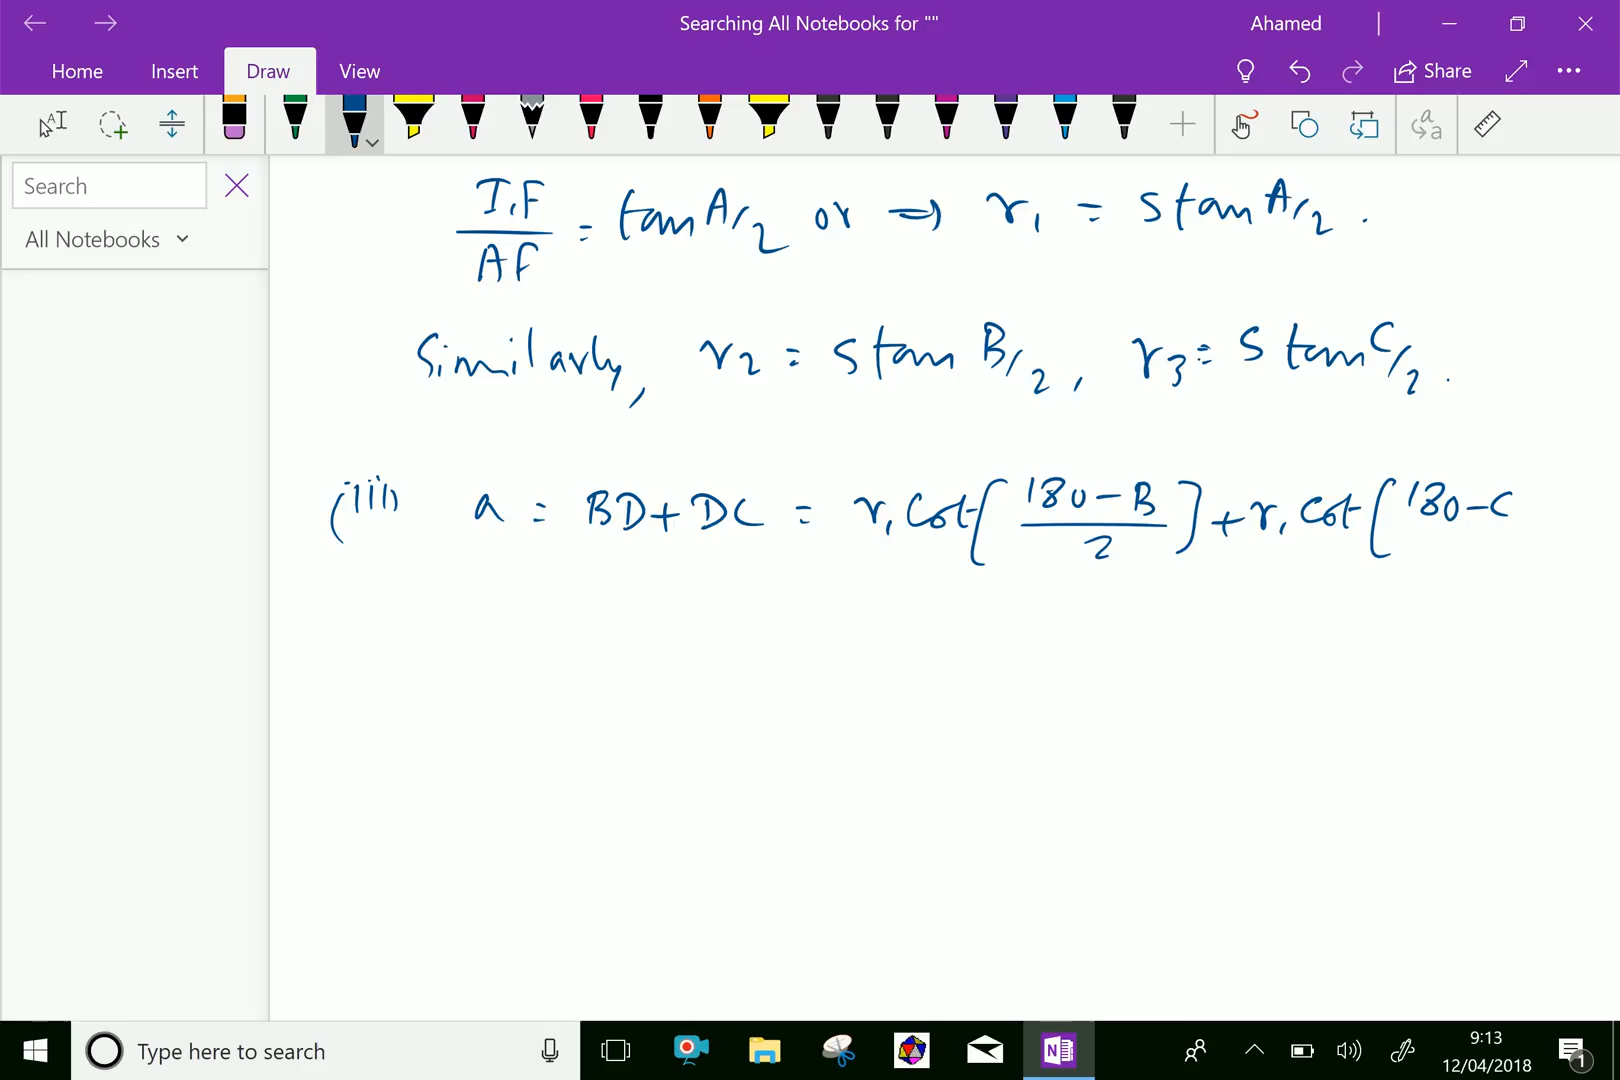 Searching All Notebooks for ""
Ahamed
Home Insert Draw View
Share
Search
All Notebooks
I₁F/AF = tan A/2 or ⇒ r₁ = s tan A/2.
Similarly, r₂ = s tan B/2, r₃ = s tan C/2.
(iii) a = BD + DC = r₁ cot[(180-B)/2] + r₁ cot[180-C
Type here to search
9:13
12/04/2018
1